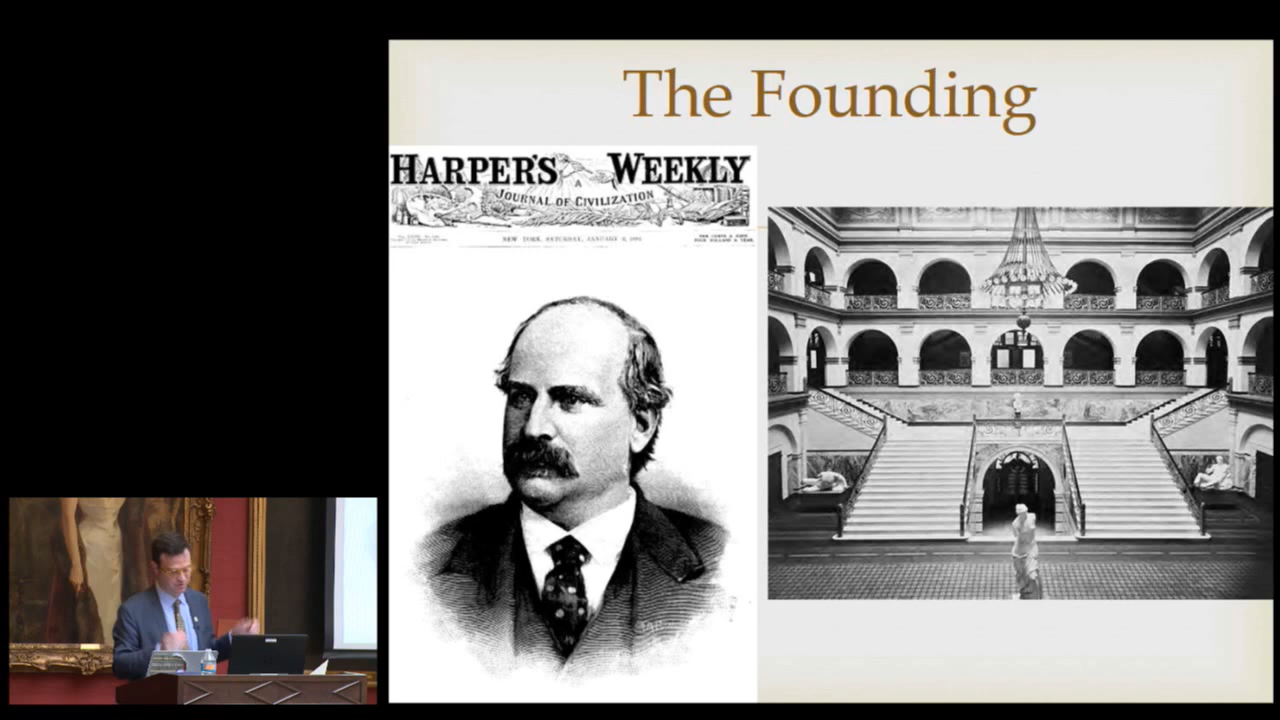 The Founding
HARPER'S WEEKLY
A
JOURNAL OF CIVILIZATION
NEW YORK, SATURDAY, JANUARY